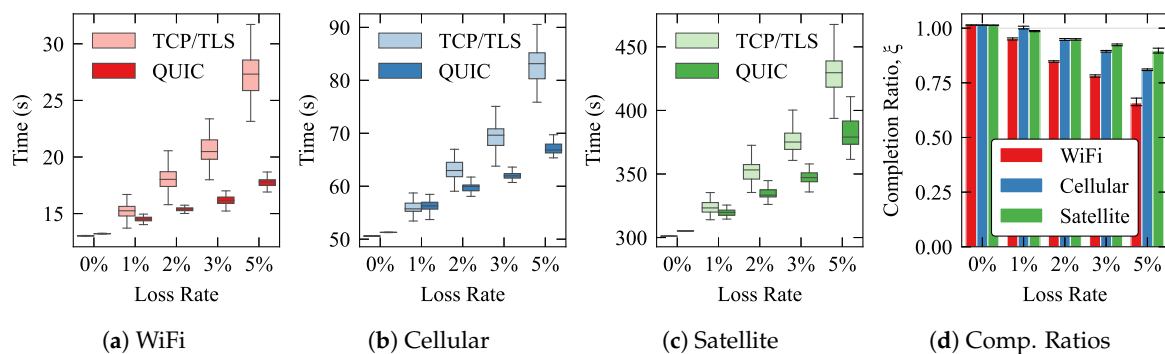 30
25
20
15
Time (s)
TCP/TLS
QUIC
0% 1% 2% 3% 5%
Loss Rate
(a) WiFi
90
80
70
60
50
Time (s)
TCP/TLS
QUIC
0% 1% 2% 3% 5%
Loss Rate
(b) Cellular
450
400
350
300
Time (s)
TCP/TLS
QUIC
0% 1% 2% 3% 5%
Loss Rate
(c) Satellite
1.00
0.75
0.50
0.25
0.00
Completion Ratio, ξ
WiFi
Cellular
Satellite
0% 1% 2% 3% 5%
Loss Rate
(d) Comp. Ratios